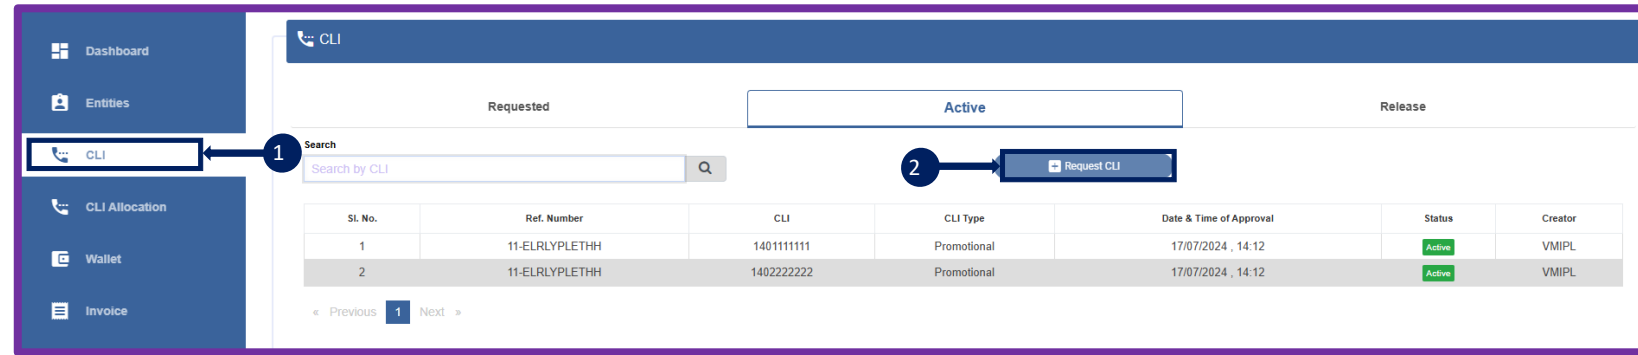 Dashboard
Entities
CLI
CLI Allocation
Wallet
Invoice
CLI
Requested Active Release
1
Search
Search by CLI
2
Request CLI
Sl. No. Ref. Number CLI CLI Type Date & Time of Approval Status Creator
1 11-ELRLYPLETHH 1401111111 Promotional 17/07/2024 , 14:12 Active VMIPL
2 11-ELRLYPLETHH 1402222222 Promotional 17/07/2024 , 14:12 Active VMIPL
« Previous 1 Next »